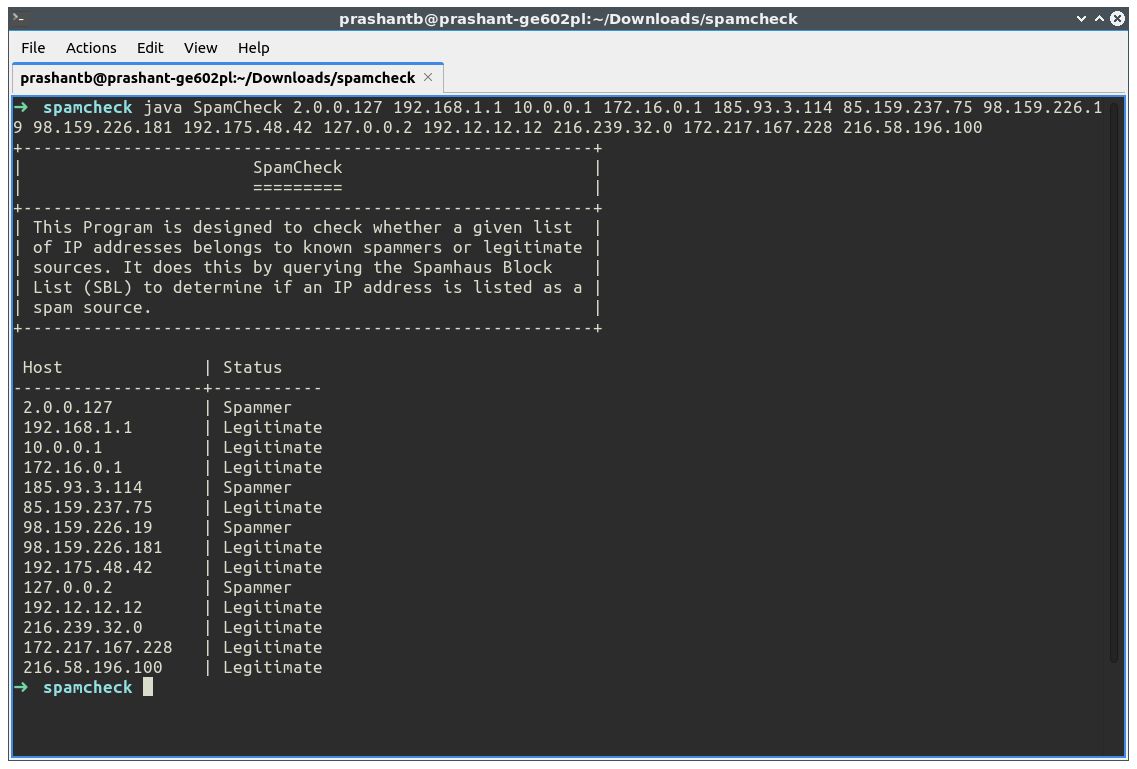 prashantb@prashant-ge602pl:~/Downloads/spamcheck
File Actions Edit View Help
prashantb@prashant-ge602pl:~/Downloads/spamcheck ×
➜ spamcheck java SpamCheck 2.0.0.127 192.168.1.1 10.0.0.1 172.16.0.1 185.93.3.114 85.159.237.75 98.159.226.1
9 98.159.226.181 192.175.48.42 127.0.0.2 192.12.12.12 216.239.32.0 172.217.167.228 216.58.196.100
+---------------------------------------------------------+
| SpamCheck |
| ========= |
+---------------------------------------------------------+
| This Program is designed to check whether a given list |
| of IP addresses belongs to known spammers or legitimate |
| sources. It does this by querying the Spamhaus Block |
| List (SBL) to determine if an IP address is listed as a |
| spam source. |
+---------------------------------------------------------+
Host | Status
-------------------+-----------
2.0.0.127 | Spammer
192.168.1.1 | Legitimate
10.0.0.1 | Legitimate
172.16.0.1 | Legitimate
185.93.3.114 | Spammer
85.159.237.75 | Legitimate
98.159.226.19 | Spammer
98.159.226.181 | Legitimate
192.175.48.42 | Legitimate
127.0.0.2 | Spammer
192.12.12.12 | Legitimate
216.239.32.0 | Legitimate
172.217.167.228 | Legitimate
216.58.196.100 | Legitimate
➜ spamcheck